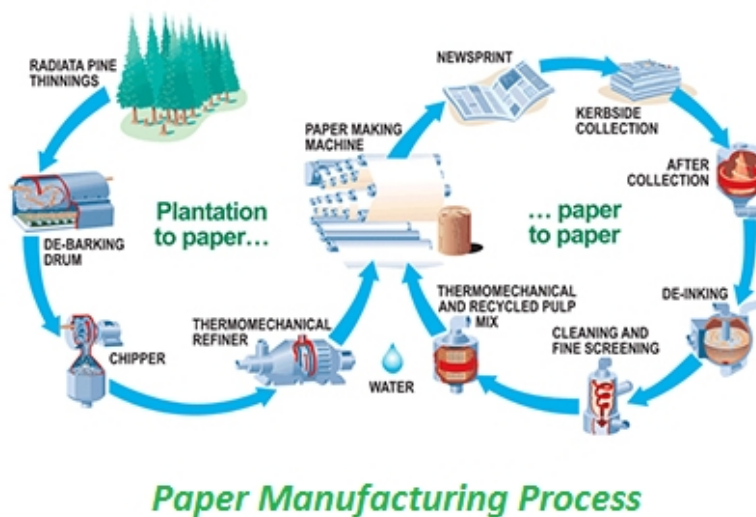 RADIATA PINE
THINNINGS
DE-BARKING
DRUM
CHIPPER
THERMOMECHANICAL
REFINER
Plantation
to paper...
WATER
PAPER MAKING
MACHINE
NEWSPRINT
KERBSIDE
COLLECTION
AFTER
COLLECTION
... paper
to paper
DE-INKING
CLEANING AND
FINE SCREENING
THERMOMECHANICAL
AND RECYCLED PULP
MIX
Paper Manufacturing Process